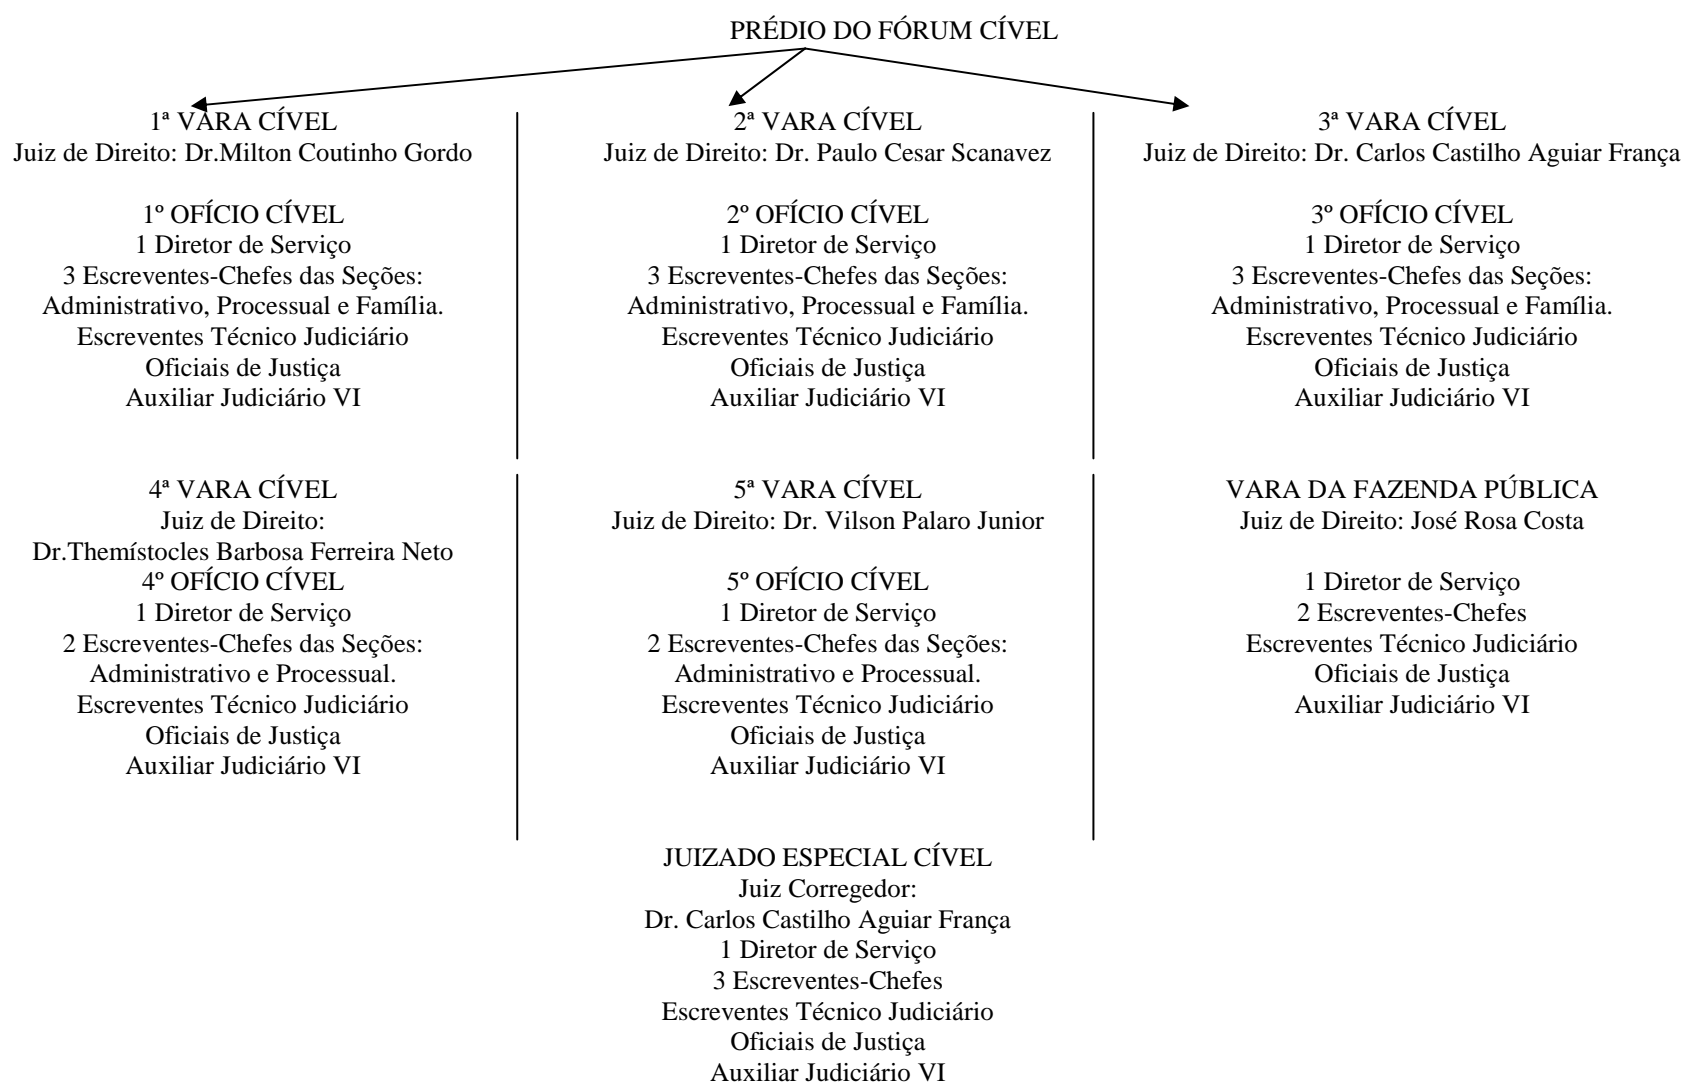 PRÉDIO DO FÓRUM CÍVEL
1ª VARA CÍVEL
Juiz de Direito: Dr.Milton Coutinho Gordo
1º OFÍCIO CÍVEL
1 Diretor de Serviço
3 Escreventes-Chefes das Seções:
Administrativo, Processual e Família.
Escreventes Técnico Judiciário
Oficiais de Justiça
Auxiliar Judiciário VI
2ª VARA CÍVEL
Juiz de Direito: Dr. Paulo Cesar Scanavez
2º OFÍCIO CÍVEL
1 Diretor de Serviço
3 Escreventes-Chefes das Seções:
Administrativo, Processual e Família.
Escreventes Técnico Judiciário
Oficiais de Justiça
Auxiliar Judiciário VI
3ª VARA CÍVEL
Juiz de Direito: Dr. Carlos Castilho Aguiar França
3º OFÍCIO CÍVEL
1 Diretor de Serviço
3 Escreventes-Chefes das Seções:
Administrativo, Processual e Família.
Escreventes Técnico Judiciário
Oficiais de Justiça
Auxiliar Judiciário VI
4ª VARA CÍVEL
Juiz de Direito:
Dr.Themístocles Barbosa Ferreira Neto
4º OFÍCIO CÍVEL
1 Diretor de Serviço
2 Escreventes-Chefes das Seções:
Administrativo e Processual.
Escreventes Técnico Judiciário
Oficiais de Justiça
Auxiliar Judiciário VI
5ª VARA CÍVEL
Juiz de Direito: Dr. Vilson Palaro Junior
5º OFÍCIO CÍVEL
1 Diretor de Serviço
2 Escreventes-Chefes das Seções:
Administrativo e Processual.
Escreventes Técnico Judiciário
Oficiais de Justiça
Auxiliar Judiciário VI
VARA DA FAZENDA PÚBLICA
Juiz de Direito: José Rosa Costa
1 Diretor de Serviço
2 Escreventes-Chefes
Escreventes Técnico Judiciário
Oficiais de Justiça
Auxiliar Judiciário VI
JUIZADO ESPECIAL CÍVEL
Juiz Corregedor:
Dr. Carlos Castilho Aguiar França
1 Diretor de Serviço
3 Escreventes-Chefes
Escreventes Técnico Judiciário
Oficiais de Justiça
Auxiliar Judiciário VI